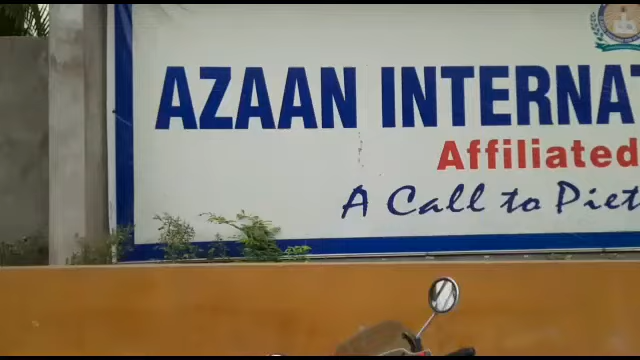 AZAAN INTERNAT
Affiliated
A Call to Piet